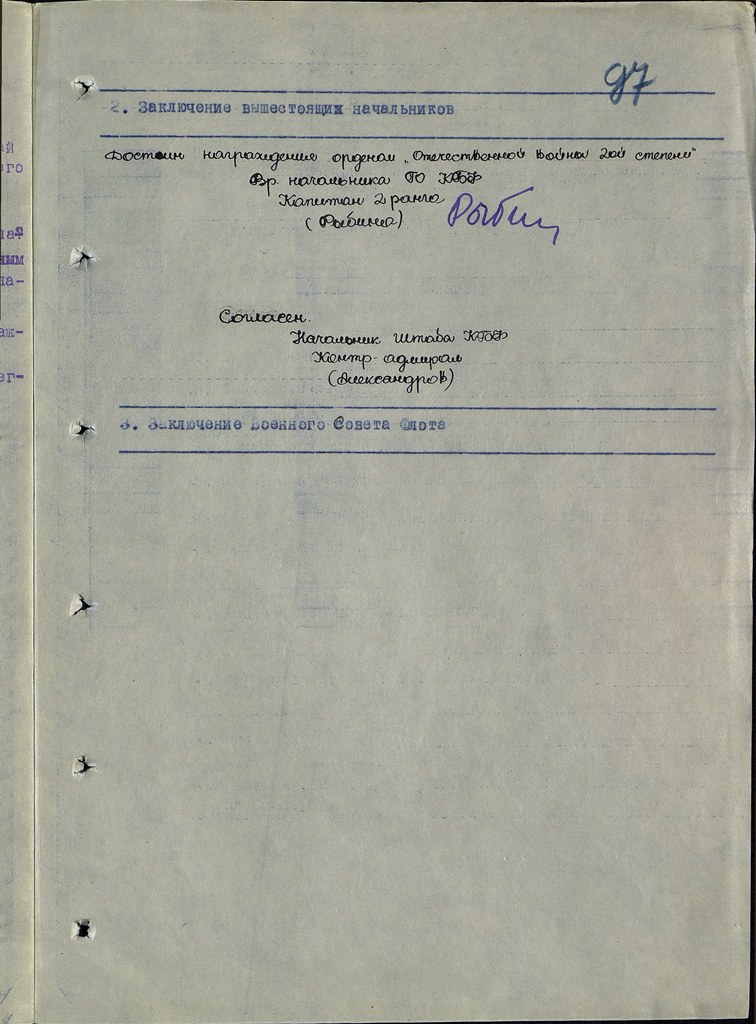 97
2. Заключение вышестоящих начальников
Достоин награждения орденом „Отечественной Войны 2ой степени"
Вр. начальника ГО КБФ
Капитан 2 ранга
(Рыбина)
Согласен.
Начальник Штаба КБФ
Контр-адмирал
(Александров)
3. Заключение Военного Совета Флота